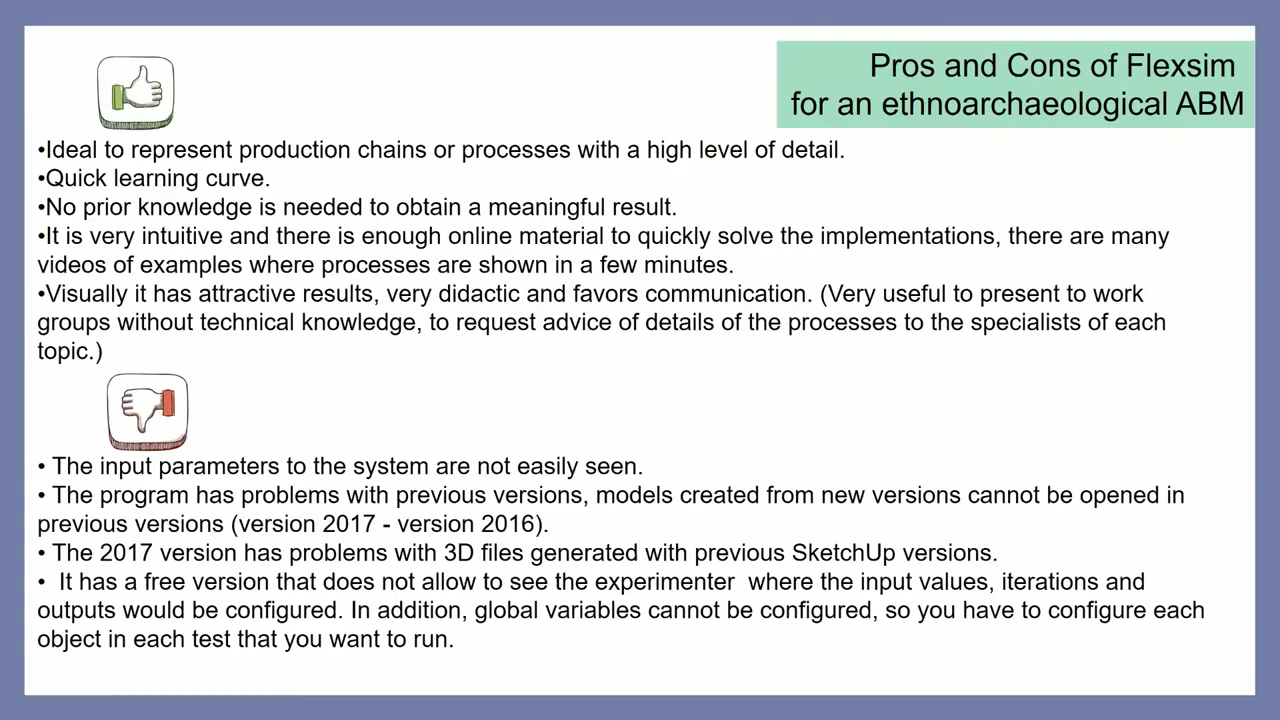 Pros and Cons of Flexsim
for an ethnoarchaeological ABM
•Ideal to represent production chains or processes with a high level of detail.
•Quick learning curve.
•No prior knowledge is needed to obtain a meaningful result.
•It is very intuitive and there is enough online material to quickly solve the implementations, there are many
videos of examples where processes are shown in a few minutes.
•Visually it has attractive results, very didactic and favors communication. (Very useful to present to work
groups without technical knowledge, to request advice of details of the processes to the specialists of each
topic.)
• The input parameters to the system are not easily seen.
• The program has problems with previous versions, models created from new versions cannot be opened in
previous versions (version 2017 - version 2016).
• The 2017 version has problems with 3D files generated with previous SketchUp versions.
•  It has a free version that does not allow to see the experimenter  where the input values, iterations and
outputs would be configured. In addition, global variables cannot be configured, so you have to configure each
object in each test that you want to run.